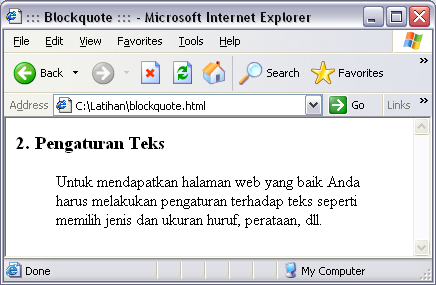 ::: Blockquote ::: - Microsoft Internet Explorer
File Edit View Favorites Tools Help
Back Search Favorites »
Address C:\Latihan\blockquote.html Go Links »
2. Pengaturan Teks
Untuk mendapatkan halaman web yang baik Anda
harus melakukan pengaturan terhadap teks seperti
memilih jenis dan ukuran huruf, perataan, dll.
Done My Computer